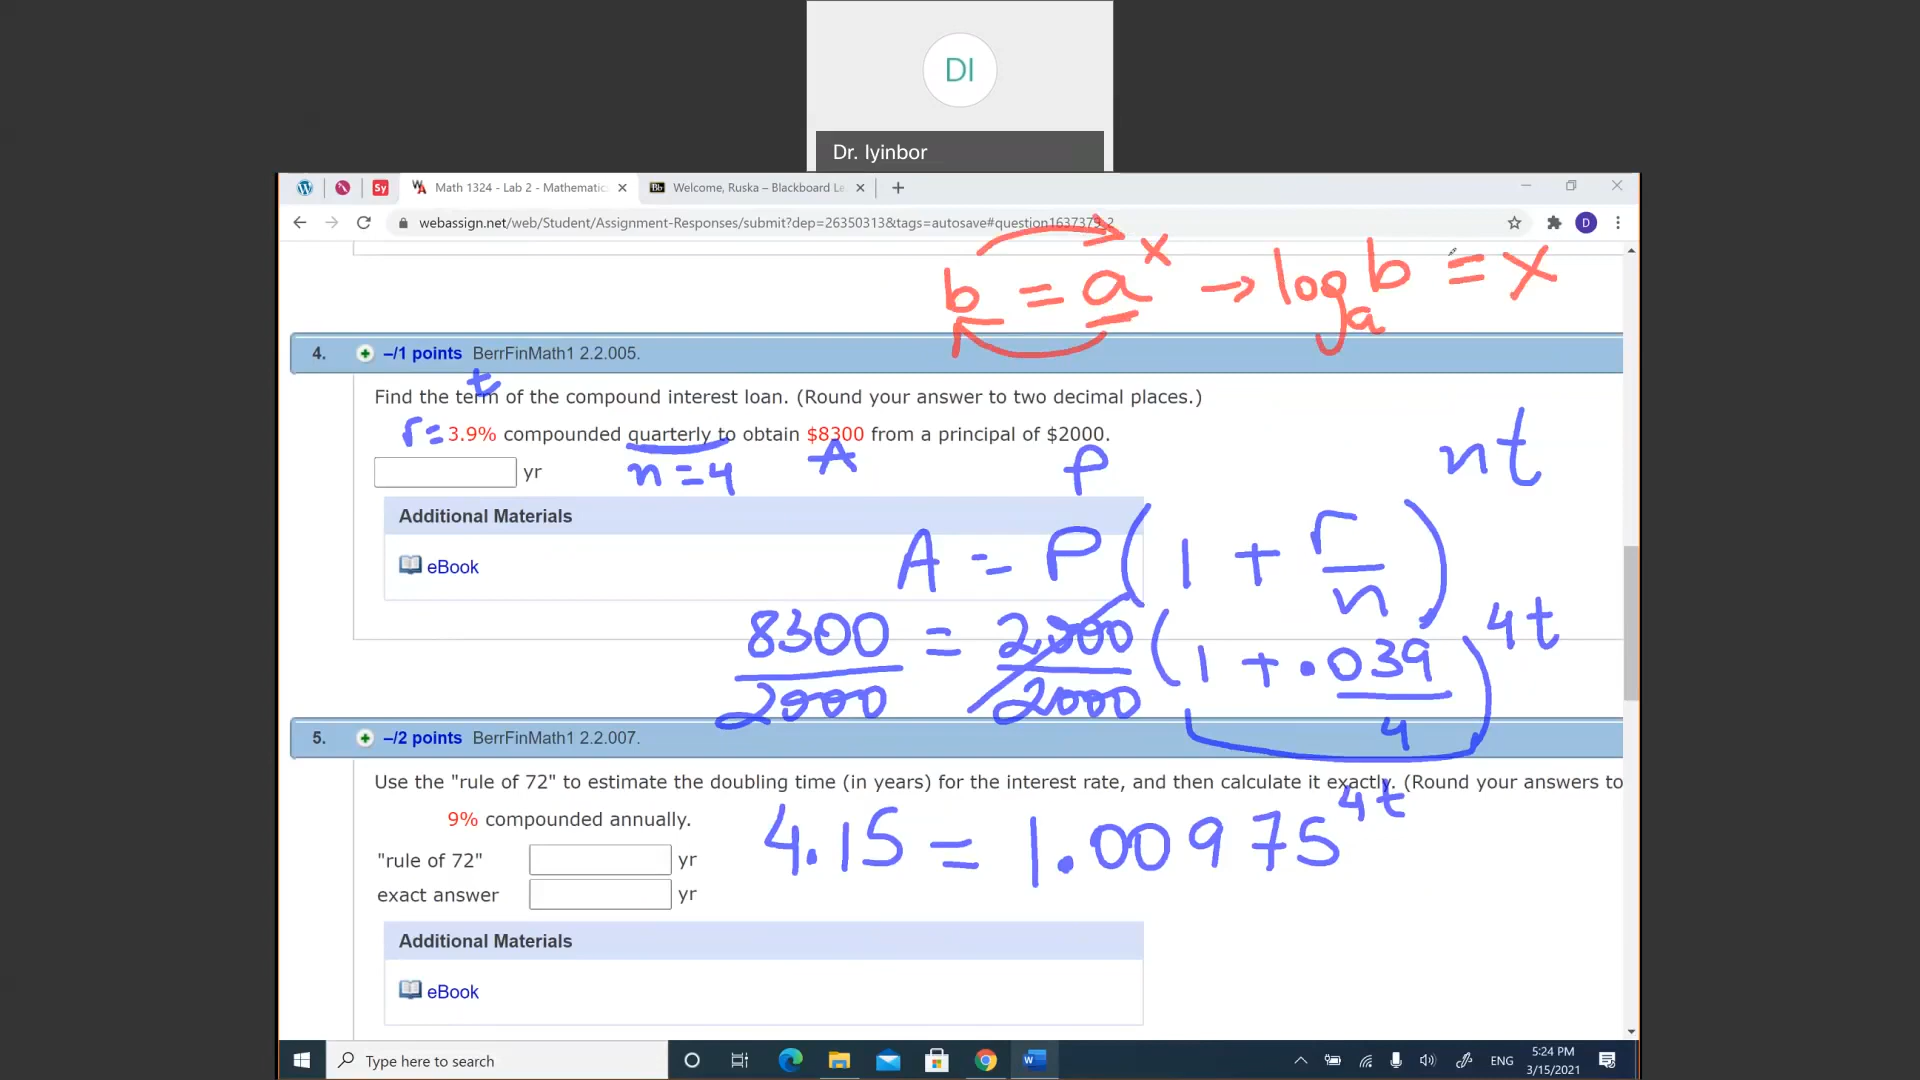 DI
Dr. Iyinbor
Sy
Math 1324 - Lab 2 - Mathematic
Bb
Welcome, Ruska – Blackboard Le
webassign.net/web/Student/Assignment-Responses/submit?dep=26350313&tags=autosave#question1637379_2
D
b = a^x → log_a b = x
4. –/1 points BerrFinMath1 2.2.005.
t
Find the term of the compound interest loan. (Round your answer to two decimal places.)
r = 3.9% compounded quarterly to obtain $8300 from a principal of $2000.
yr
n = 4
A
P
nt
Additional Materials
A = P(1 + r/n)
eBook
8300/2000 = 2000/2000 (1 + .039/4)^4t
5. –/2 points BerrFinMath1 2.2.007.
Use the "rule of 72" to estimate the doubling time (in years) for the interest rate, and then calculate it exactly. (Round your answers to
9% compounded annually.
4.15 = 1.00975^4t
"rule of 72" yr
exact answer yr
Additional Materials
eBook
Type here to search
ENG
5:24 PM
3/15/2021